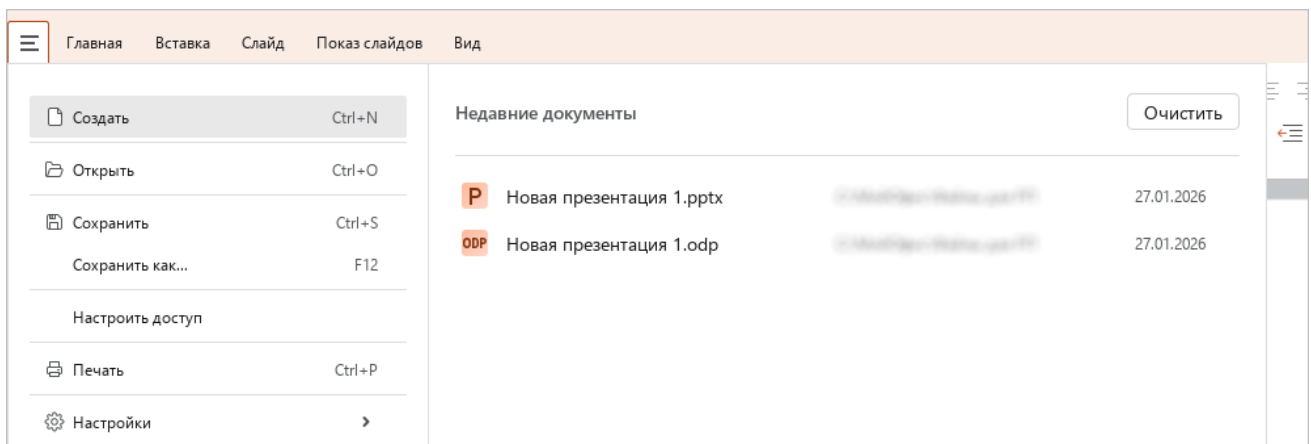 Главная Вставка Слайд Показ слайдов Вид
Создать Ctrl+N
Открыть Ctrl+O
Сохранить Ctrl+S
Сохранить как... F12
Настроить доступ
Печать Ctrl+P
Настройки
Недавние документы Очистить
P Новая презентация 1.pptx 27.01.2026
ODP Новая презентация 1.odp 27.01.2026